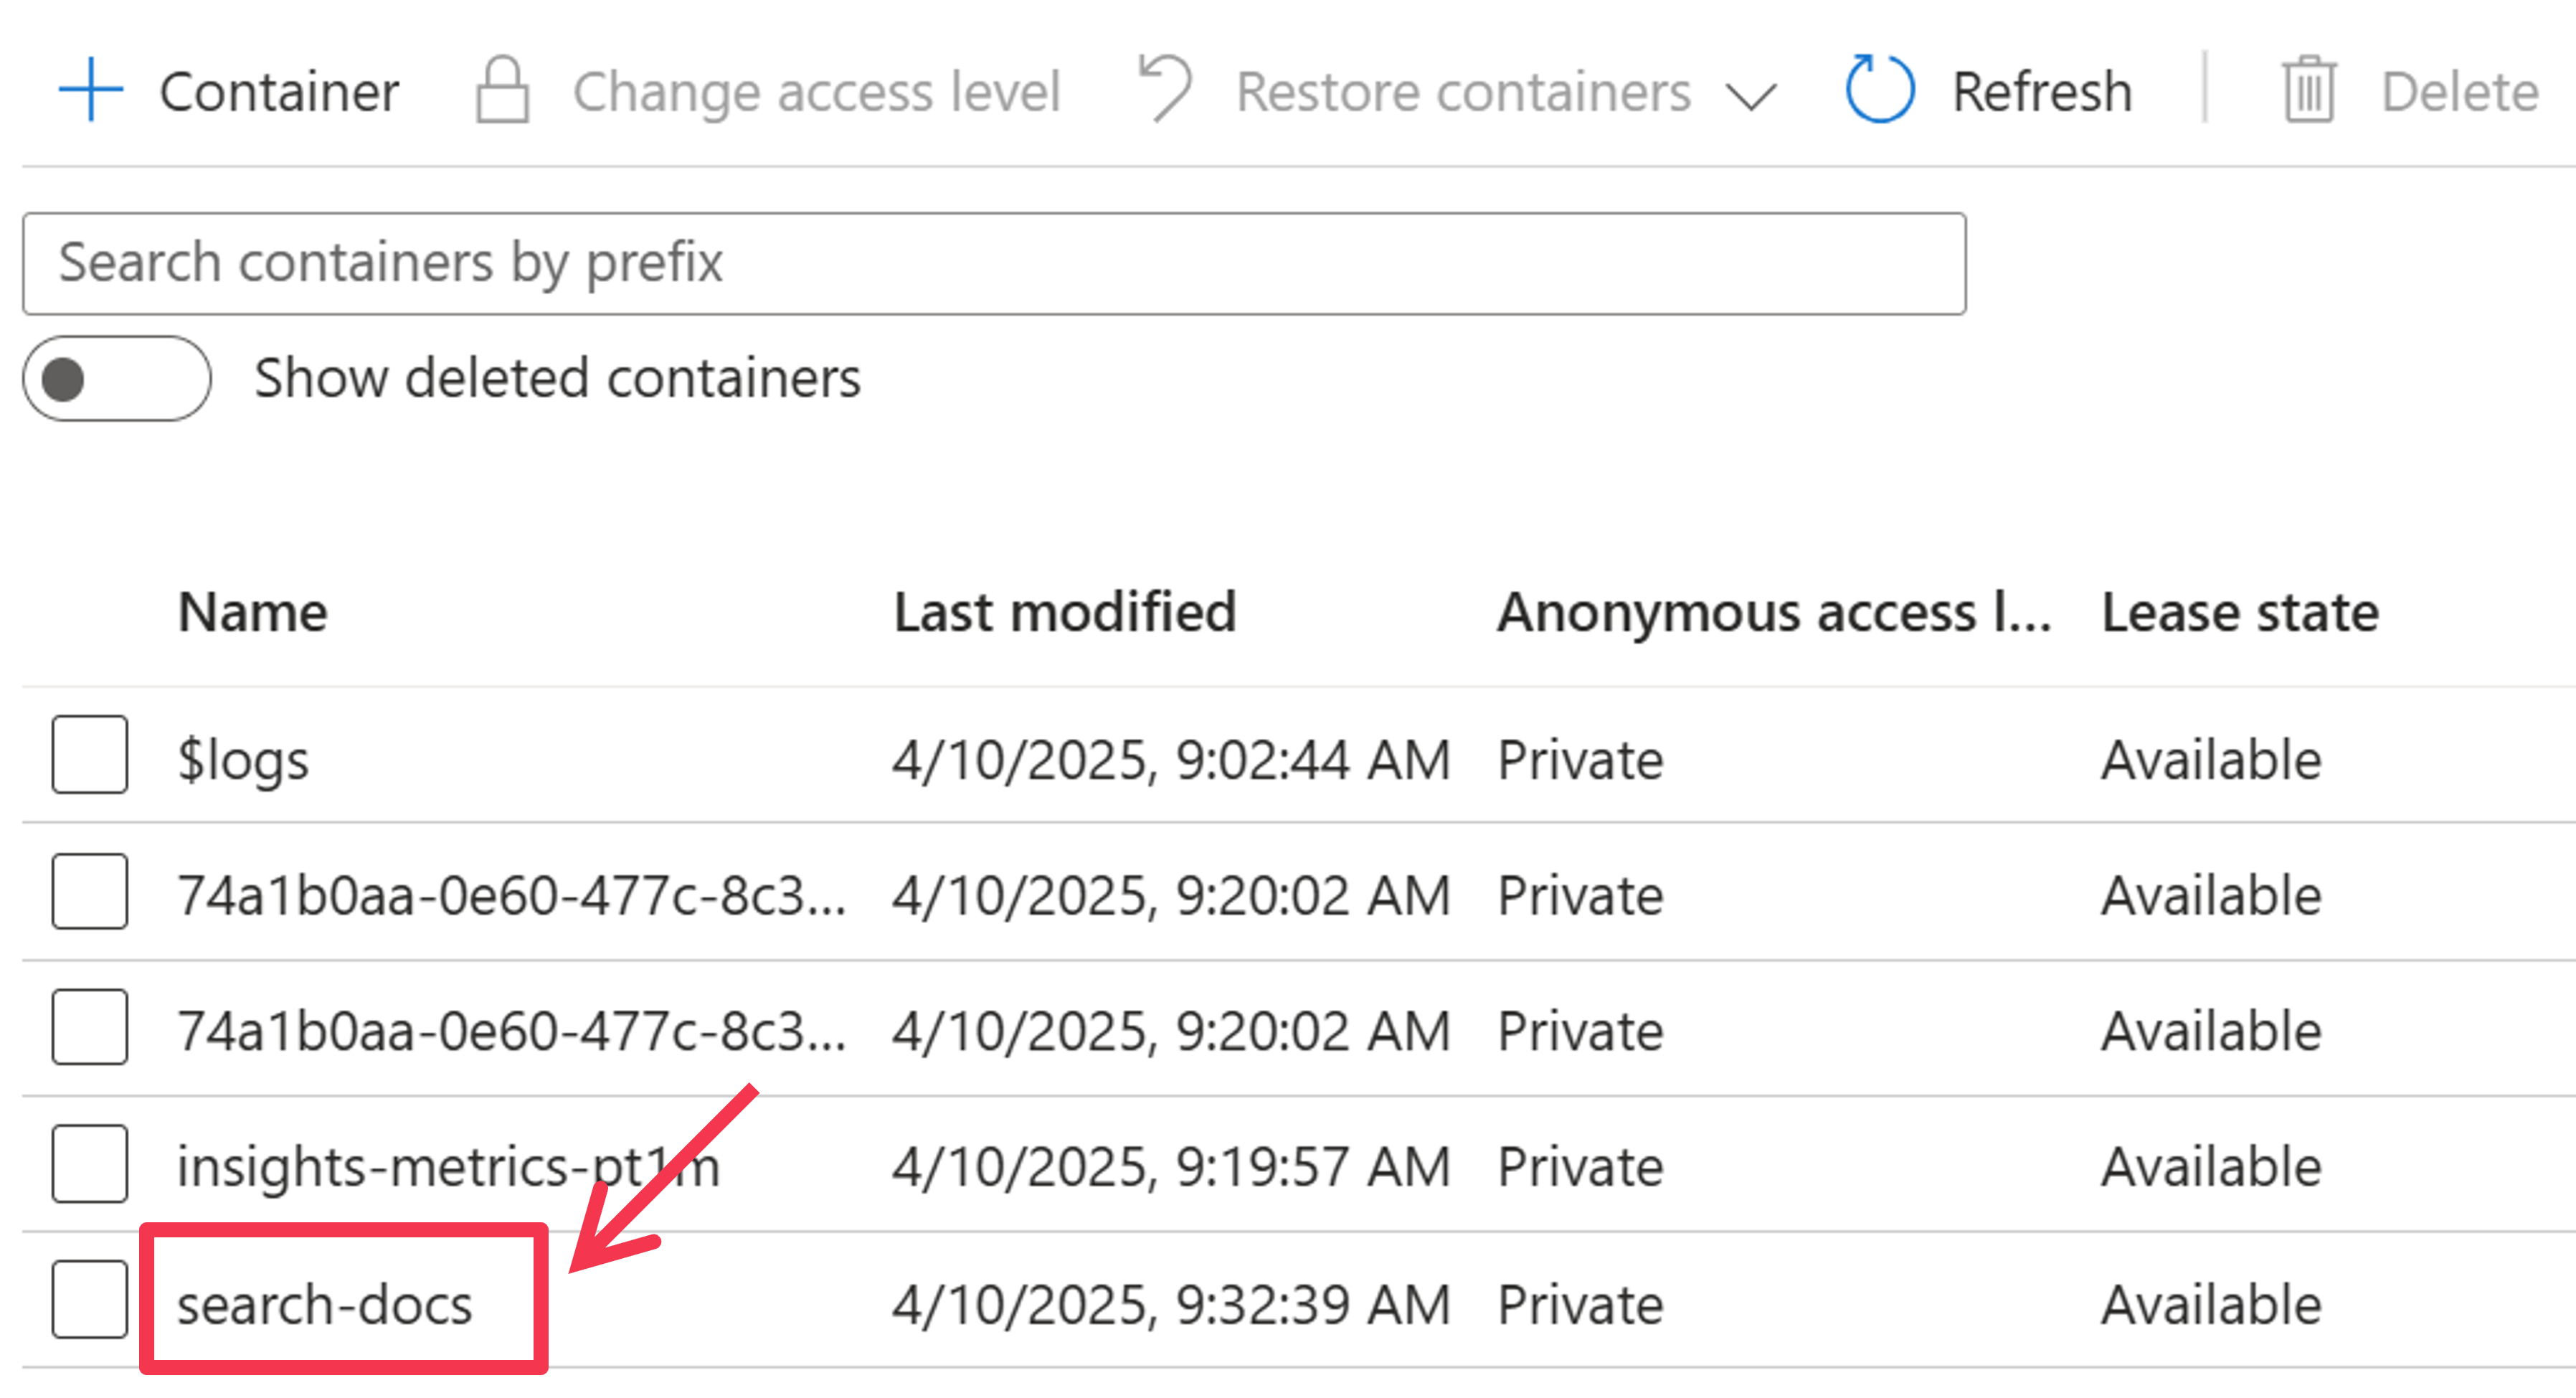 Container Change access level Restore containers Refresh Delete
Search containers by prefix
Show deleted containers
Name Last modified Anonymous access l... Lease state
$logs 4/10/2025, 9:02:44 AM Private Available
74a1b0aa-0e60-477c-8c3... 4/10/2025, 9:20:02 AM Private Available
74a1b0aa-0e60-477c-8c3... 4/10/2025, 9:20:02 AM Private Available
insights-metrics-pt1m 4/10/2025, 9:19:57 AM Private Available
search-docs 4/10/2025, 9:32:39 AM Private Available